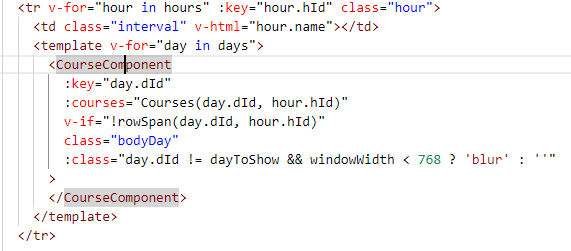 <tr v-for="hour in hours" :key="hour.hId" class="hour">
<td class="interval" v-html="hour.name"></td>
<template v-for="day in days">
<CourseComponent
:key="day.dId"
:courses="Courses(day.dId, hour.hId)"
v-if="!rowSpan(day.dId, hour.hId)"
class="bodyDay"
:class="day.dId != dayToShow && windowWidth < 768 ? 'blur' : ''"
>
</CourseComponent>
</template>
</tr>